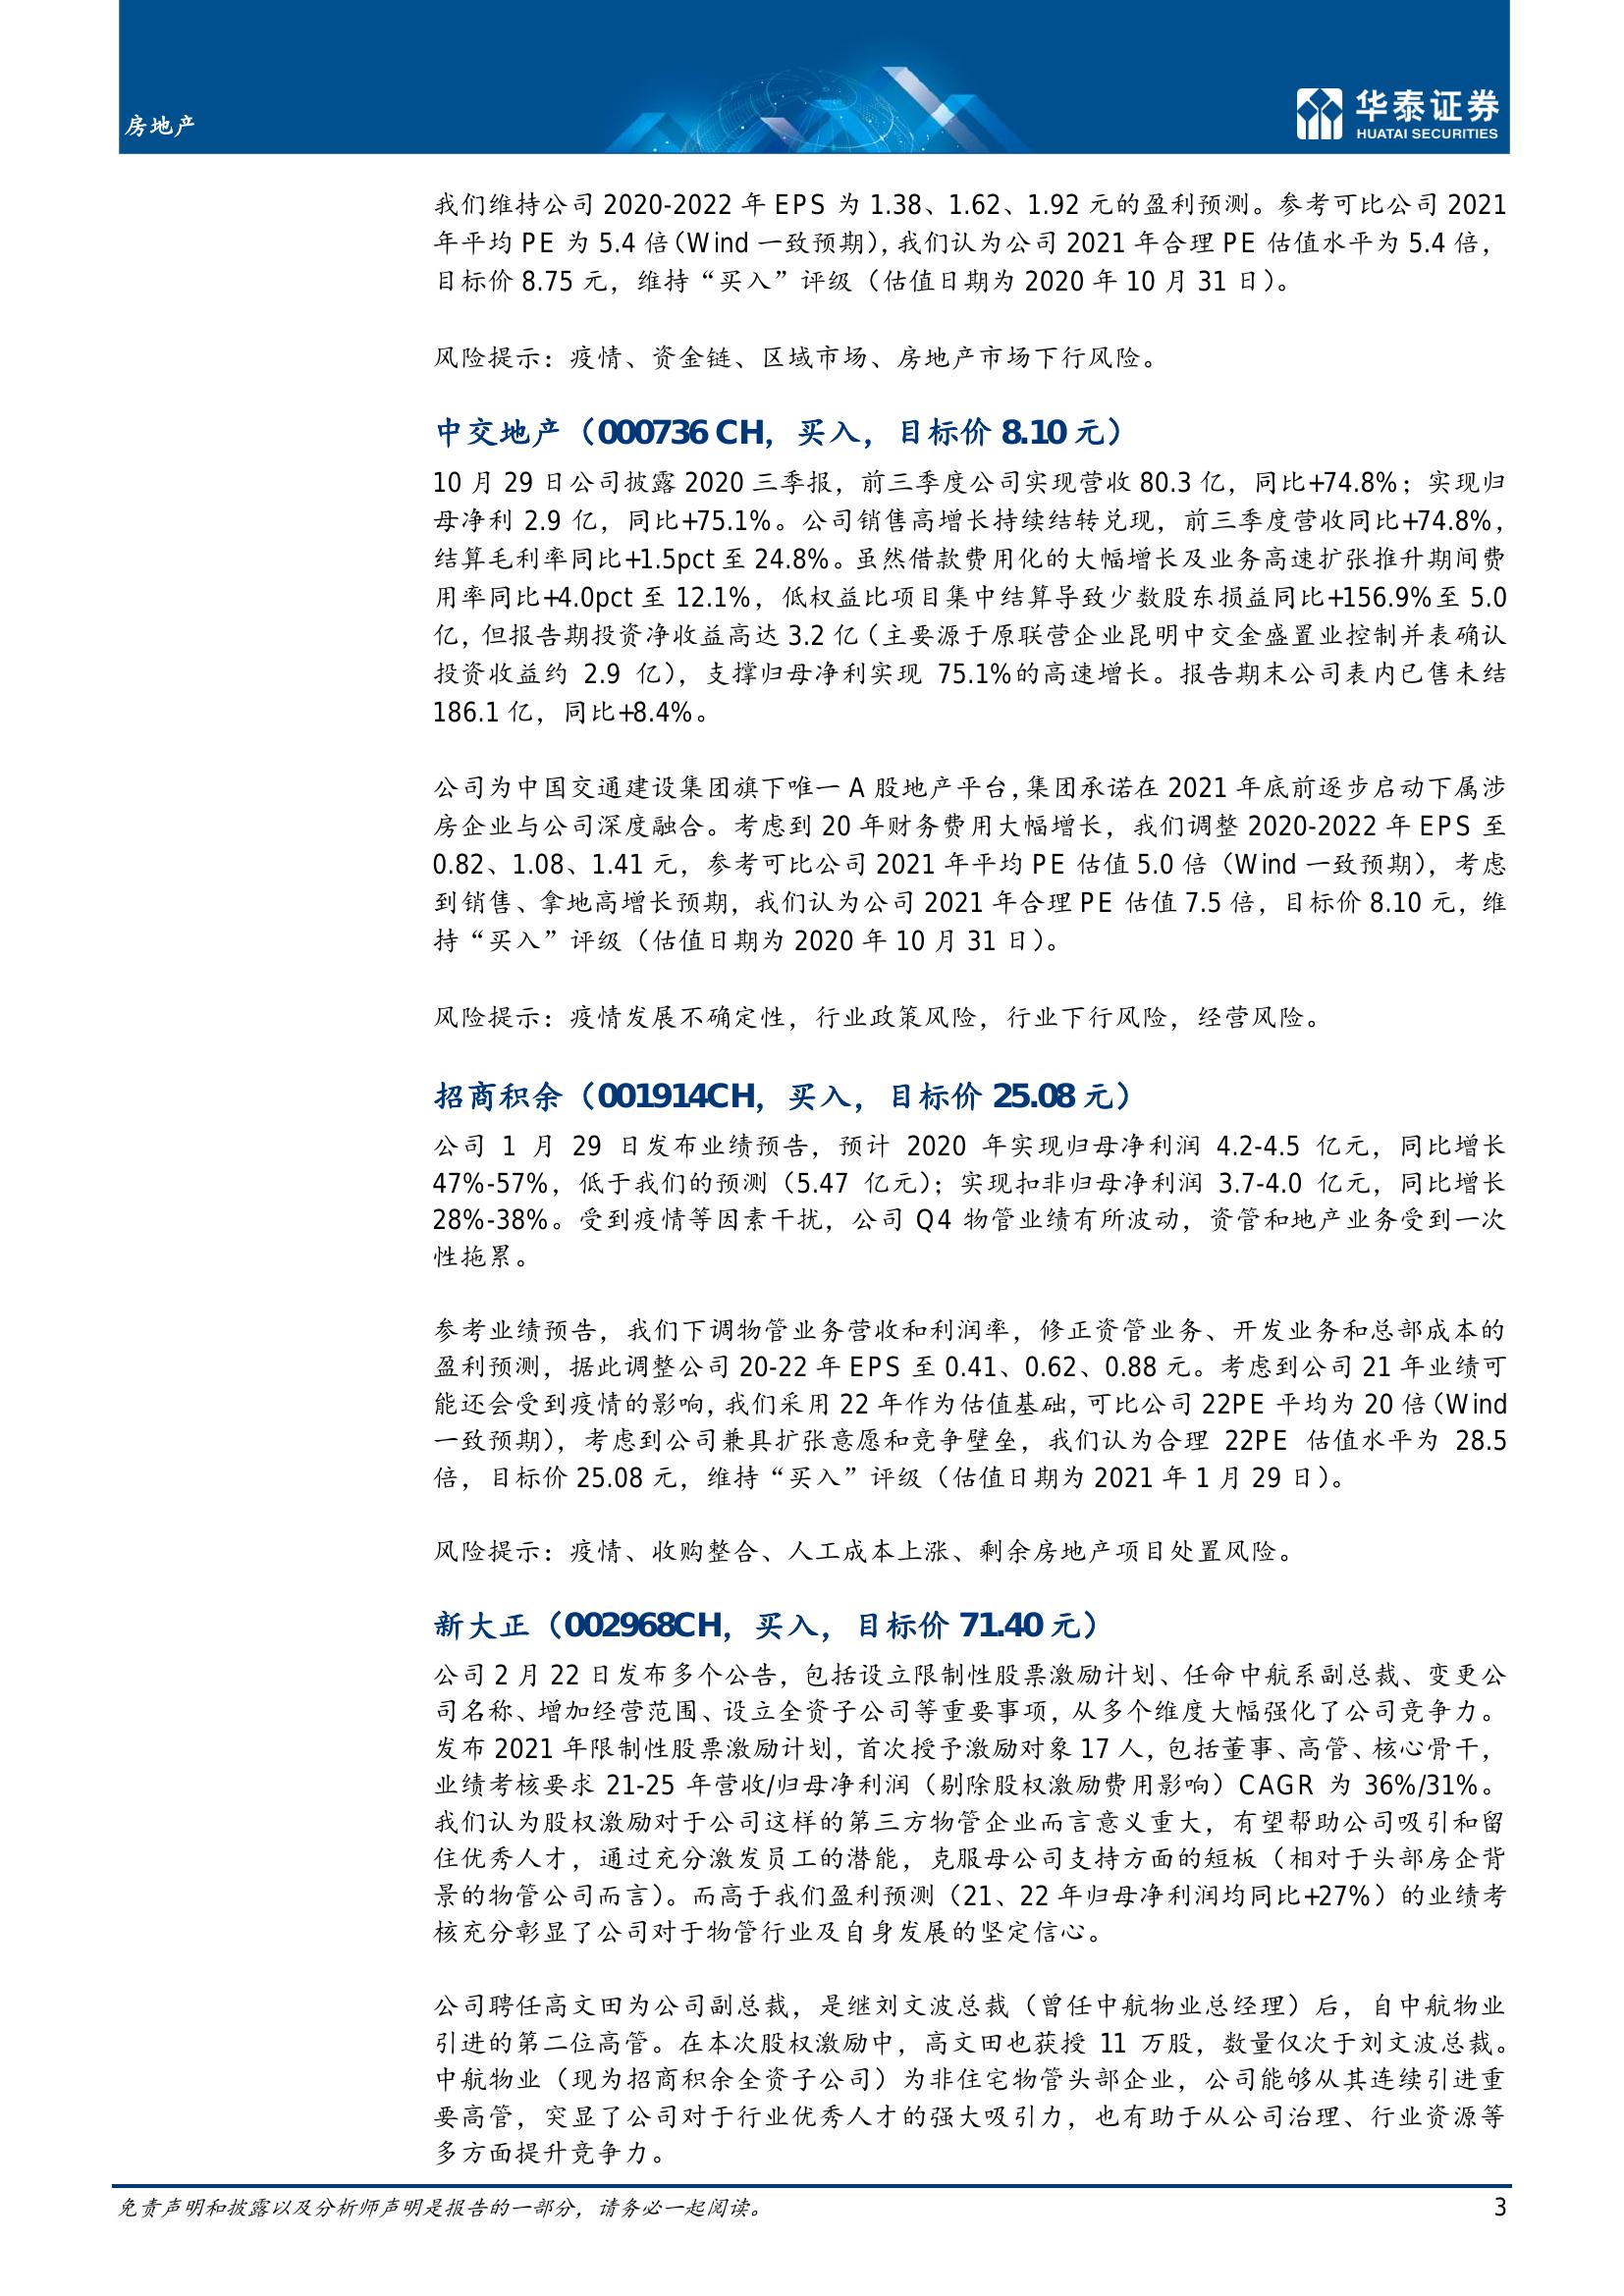 房地产
华泰证券
HUATAI SECURITIES
我们维持公司 2020-2022 年 EPS 为 1.38、1.62、1.92 元的盈利预测。参考可比公司 2021
年平均 PE 为 5.4 倍（Wind 一致预期），我们认为公司 2021 年合理 PE 估值水平为 5.4 倍，
目标价 8.75 元，维持“买入”评级（估值日期为 2020 年 10 月 31 日）。
风险提示：疫情、资金链、区域市场、房地产市场下行风险。
中交地产（000736 CH，买入，目标价 8.10 元）
10 月 29 日公司披露 2020 三季报，前三季度公司实现营收 80.3 亿，同比+74.8%；实现归
母净利 2.9 亿，同比+75.1%。公司销售高增长持续结转兑现，前三季度营收同比+74.8%，
结算毛利率同比+1.5pct 至 24.8%。虽然借款费用化的大幅增长及业务高速扩张推升期间费
用率同比+4.0pct 至 12.1%，低权益比项目集中结算导致少数股东损益同比+156.9%至 5.0
亿，但报告期投资净收益高达 3.2 亿（主要源于原联营企业昆明中交金盛置业控制并表确认
投资收益约 2.9 亿），支撑归母净利实现 75.1%的高速增长。报告期末公司表内已售未结
186.1 亿，同比+8.4%。
公司为中国交通建设集团旗下唯一 A 股地产平台，集团承诺在 2021 年底前逐步启动下属涉
房企业与公司深度融合。考虑到 20 年财务费用大幅增长，我们调整 2020-2022 年 EPS 至
0.82、1.08、1.41 元，参考可比公司 2021 年平均 PE 估值 5.0 倍（Wind 一致预期），考虑
到销售、拿地高增长预期，我们认为公司 2021 年合理 PE 估值 7.5 倍，目标价 8.10 元，维
持“买入”评级（估值日期为 2020 年 10 月 31 日）。
风险提示：疫情发展不确定性，行业政策风险，行业下行风险，经营风险。
招商积余（001914CH，买入，目标价 25.08 元）
公司 1 月 29 日发布业绩预告，预计 2020 年实现归母净利润 4.2-4.5 亿元，同比增长
47%-57%，低于我们的预测（5.47 亿元）；实现扣非归母净利润 3.7-4.0 亿元，同比增长
28%-38%。受到疫情等因素干扰，公司 Q4 物管业绩有所波动，资管和地产业务受到一次
性拖累。
参考业绩预告，我们下调物管业务营收和利润率，修正资管业务、开发业务和总部成本的
盈利预测，据此调整公司 20-22 年 EPS 至 0.41、0.62、0.88 元。考虑到公司 21 年业绩可
能还会受到疫情的影响，我们采用 22 年作为估值基础，可比公司 22PE 平均为 20 倍（Wind
一致预期），考虑到公司兼具扩张意愿和竞争壁垒，我们认为合理 22PE 估值水平为 28.5
倍，目标价 25.08 元，维持“买入”评级（估值日期为 2021 年 1 月 29 日）。
风险提示：疫情、收购整合、人工成本上涨、剩余房地产项目处置风险。
新大正（002968CH，买入，目标价 71.40 元）
公司 2 月 22 日发布多个公告，包括设立限制性股票激励计划、任命中航系副总裁、变更公
司名称、增加经营范围、设立全资子公司等重要事项，从多个维度大幅强化了公司竞争力。
发布 2021 年限制性股票激励计划，首次授予激励对象 17 人，包括董事、高管、核心骨干，
业绩考核要求 21-25 年营收/归母净利润（剔除股权激励费用影响）CAGR 为 36%/31%。
我们认为股权激励对于公司这样的第三方物管企业而言意义重大，有望帮助公司吸引和留
住优秀人才，通过充分激发员工的潜能，克服母公司支持方面的短板（相对于头部房企背
景的物管公司而言）。而高于我们盈利预测（21、22 年归母净利润均同比+27%）的业绩考
核充分彰显了公司对于物管行业及自身发展的坚定信心。
公司聘任高文田为公司副总裁，是继刘文波总裁（曾任中航物业总经理）后，自中航物业
引进的第二位高管。在本次股权激励中，高文田也获授 11 万股，数量仅次于刘文波总裁。
中航物业（现为招商积余全资子公司）为非住宅物管头部企业，公司能够从其连续引进重
要高管，突显了公司对于行业优秀人才的强大吸引力，也有助于从公司治理、行业资源等
多方面提升竞争力。
免责声明和披露以及分析师声明是报告的一部分，请务必一起阅读。
3